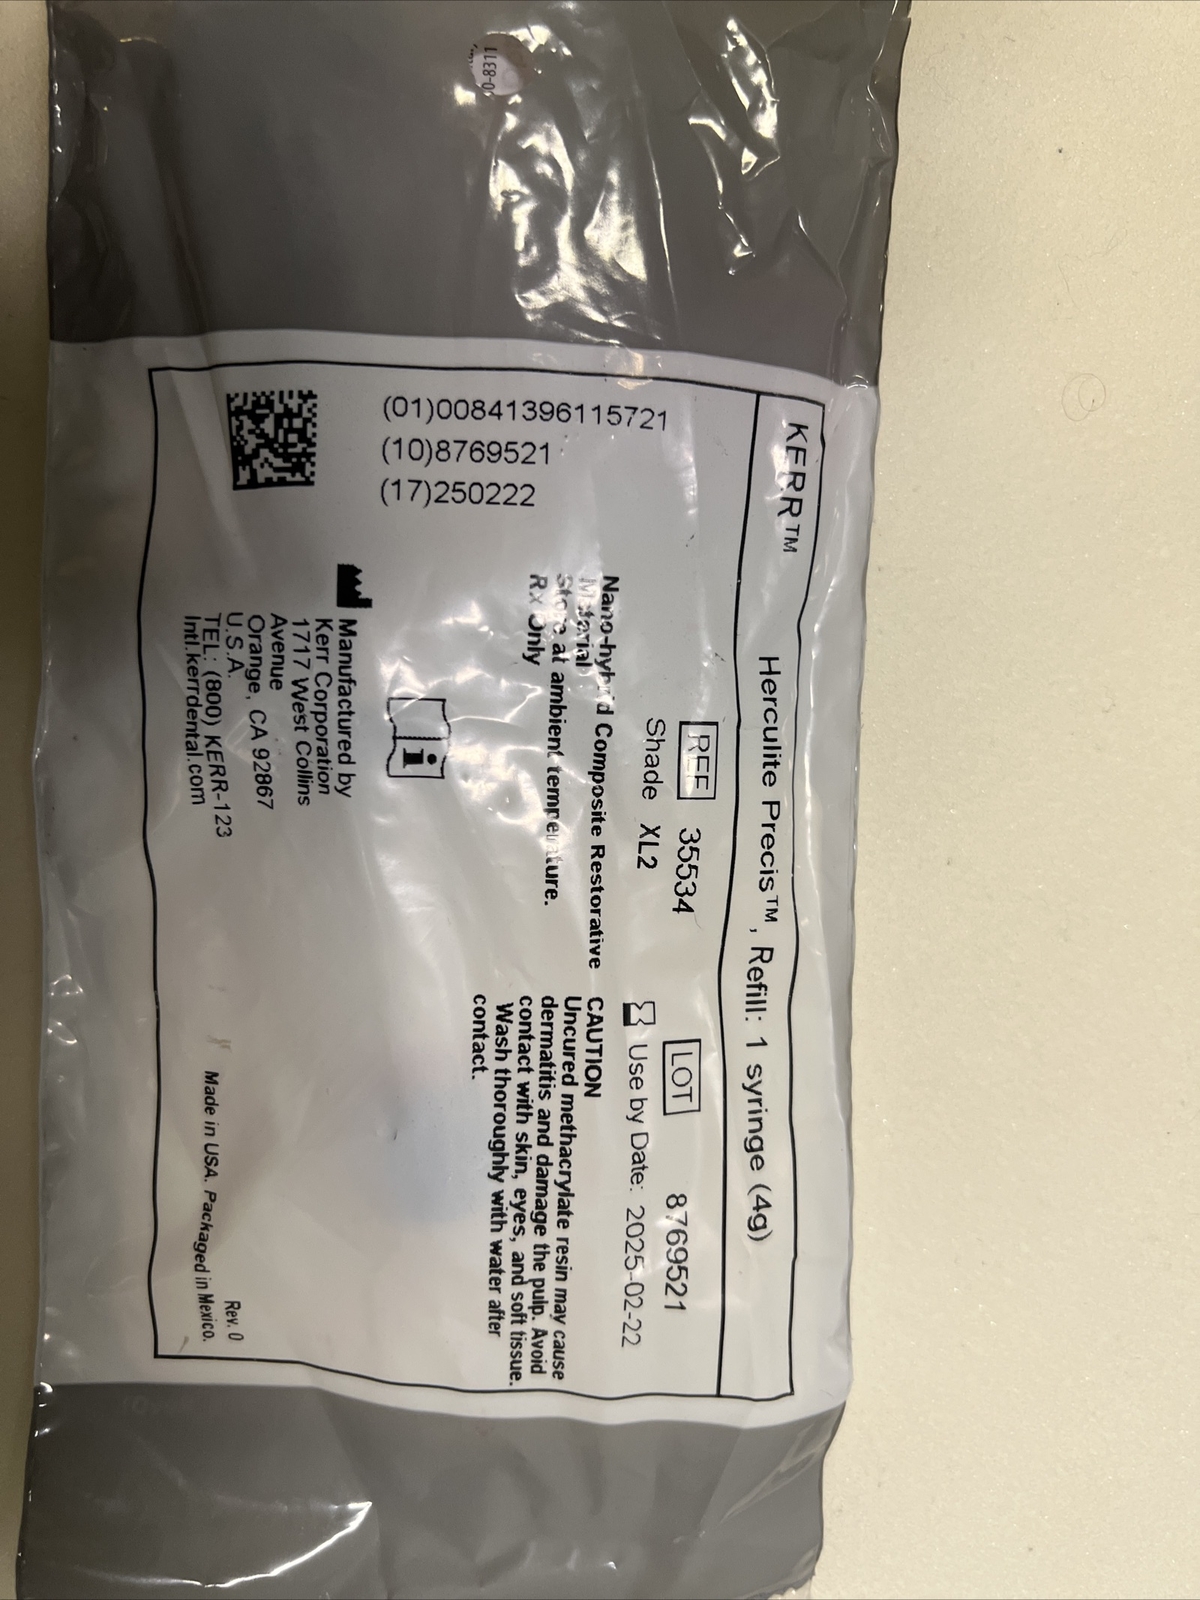 KERR™
Herculite Precis™, Refill: 1 syringe (4g)
REF 35534
Shade XL2
LOT 8769521
Use by Date: 2025-02-22
(01)00841396115721
(10)8769521
(17)250222
Nano-hybrid Composite Restorative
Material
Store at ambient temperature.
Rx Only
CAUTION
Uncured methacrylate resin may cause
dermatitis and damage the pulp. Avoid
contact with skin, eyes, and soft tissue.
Wash thoroughly with water after
contact.
i
Manufactured by
Kerr Corporation
1717 West Collins
Avenue
Orange, CA 92867
U.S.A.
TEL: (800) KERR-123
Intl.kerrdental.com
Rev. 0
Made in USA. Packaged in Mexico.